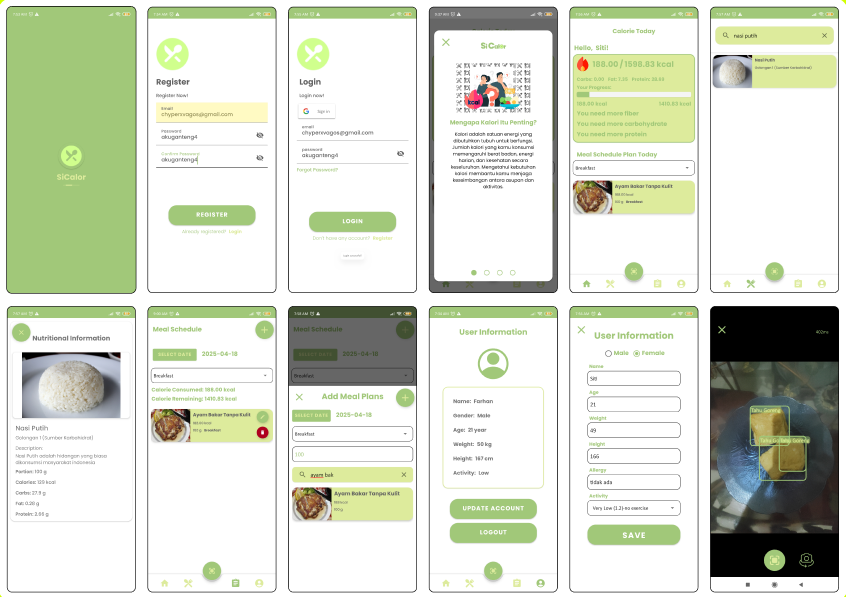 SiCalor
Register
Register Now!
Email
chypervvagos@gmail.com
Password
akuganteng4
Confirm Password
akuganteng4
REGISTER
Already registered? Login
Login
Login now!
Sign in
email
chypervvagos@gmail.com
password
akuganteng4
Forgot Password?
LOGIN
Don't have any account? Register
SiCalor
kcal
Mengapa Kalori itu Penting?
Kalori adalah satuan energi yang
dibutuhkan tubuh untuk berfungsi.
Jumlah kalori yang kamu konsumsi
memengaruhi berat badan, energi
harian, dan kesehatan secara
keseluruhan. Mengetahui kebutuhan
kalori membantu kamu menjaga
keseimbangan antara asupan dan
aktivitas.
Calorie Today
Hello, Siti!
188.00 / 1598.83 kcal
Your Progress:
188.00 kcal
1410.83 kcal
You need more fiber
You need more carbohydrate
You need more protein
Meal Schedule Plan Today
Breakfast
Ayam Bakar Tanpa Kulit
188.00 kcal
100 g Breakfast
nasi putih
Nasi Putih
Golongan I (Sumber Karbohidrat)
Nutritional Information
Nasi Putih
Golongan I (Sumber Karbohidrat)
Description:
Nasi Putih adalah hidangan yang biasa
dikonsumsi masyarakat Indonesia
Portion: 100 g
Calories: 129 kcal
Carbs: 27.9 g
Fat: 0.28 g
Protein: 2.66 g
Meal Schedule
SELECT DATE
2025-04-18
Breakfast
Calorie Consumed: 188.00 kcal
Calorie Remaining: 1410.83 kcal
Ayam Bakar Tanpa Kulit
188.00 kcal
100 g Breakfast
Meal Schedule
SELECT DATE
2025-04-18
Breakfast
Add Meal Plans
SELECT DATE
2025-04-18
Breakfast
100
ayam bak
Ayam Bakar Tanpa Kulit
188 kcal
100 g
User Information
Name: Farhan
Gender: Male
Age: 21 year
Weight: 50 kg
Height: 167 cm
Activity: Low
UPDATE ACCOUNT
LOGOUT
User Information
Male
Female
Name
Siti
Age
21
Weight
49
Height
166
Allergy
tidak ada
Activity
Very Low (1.2)-no exercise
SAVE
402ms
Tahu Goreng
Tahu Goreng
Goreng